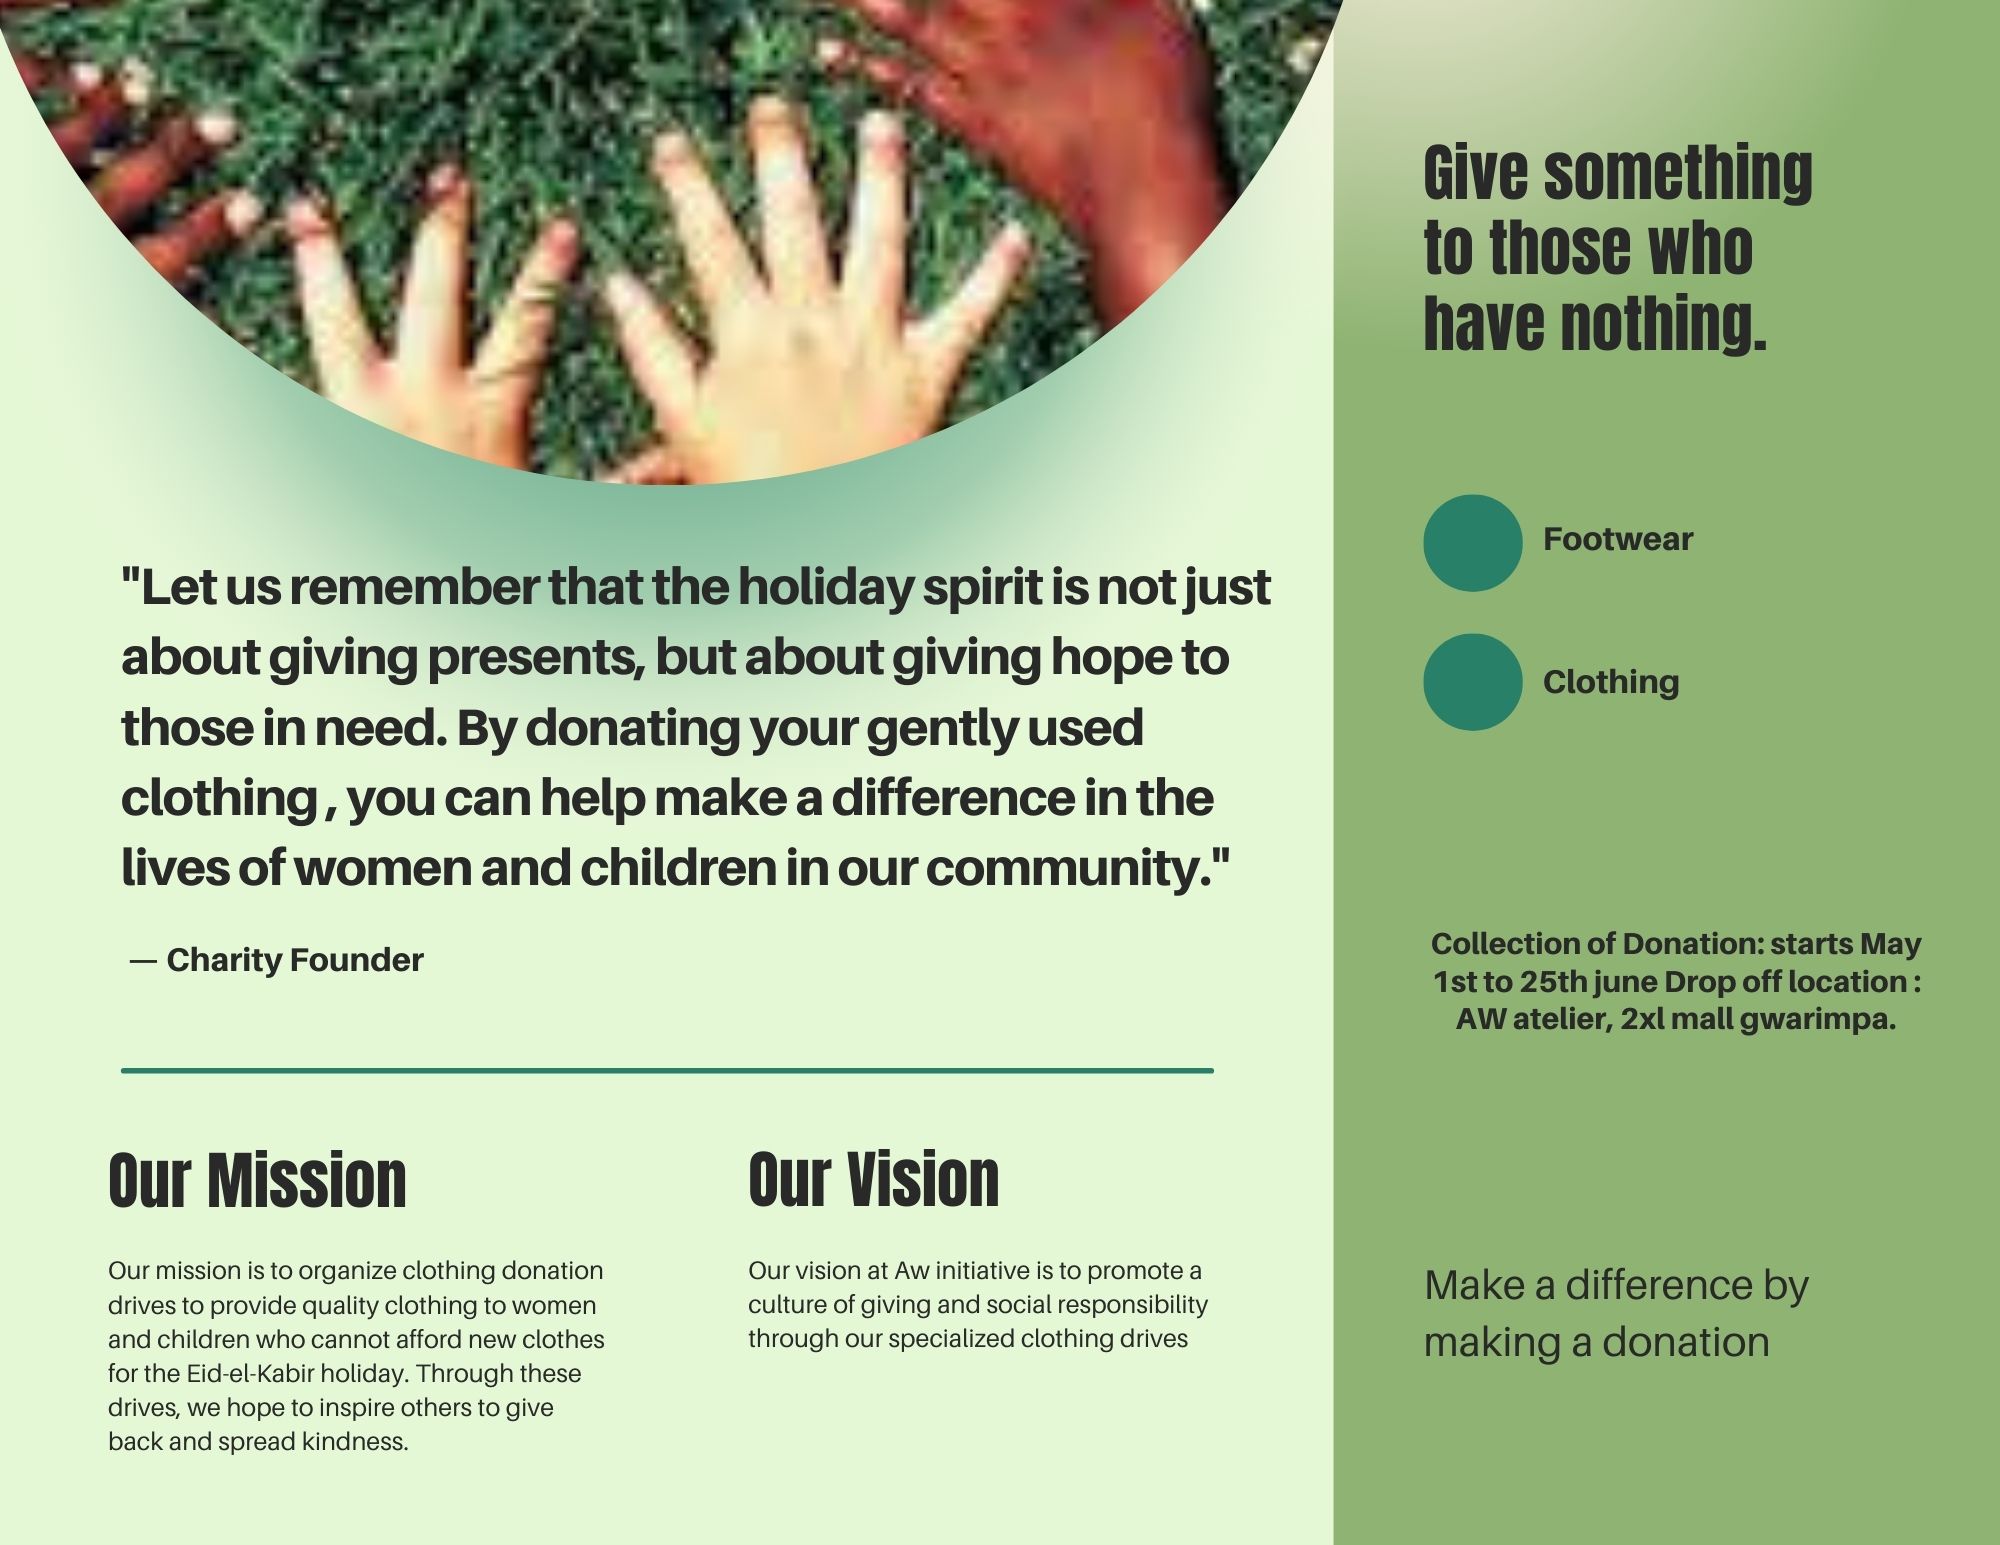 "Let us remember that the holiday spirit is not just
about giving presents, but about giving hope to
those in need. By donating your gently used
clothing , you can help make a difference in the
lives of women and children in our community."
— Charity Founder
Our Mission
Our mission is to organize clothing donation
drives to provide quality clothing to women
and children who cannot afford new clothes
for the Eid-el-Kabir holiday. Through these
drives, we hope to inspire others to give
back and spread kindness.
Our Vision
Our vision at Aw initiative is to promote a
culture of giving and social responsibility
through our specialized clothing drives
Give something
to those who
have nothing.
Footwear
Clothing
Collection of Donation: starts May
1st to 25th june Drop off location :
AW atelier, 2xl mall gwarimpa.
Make a difference by
making a donation